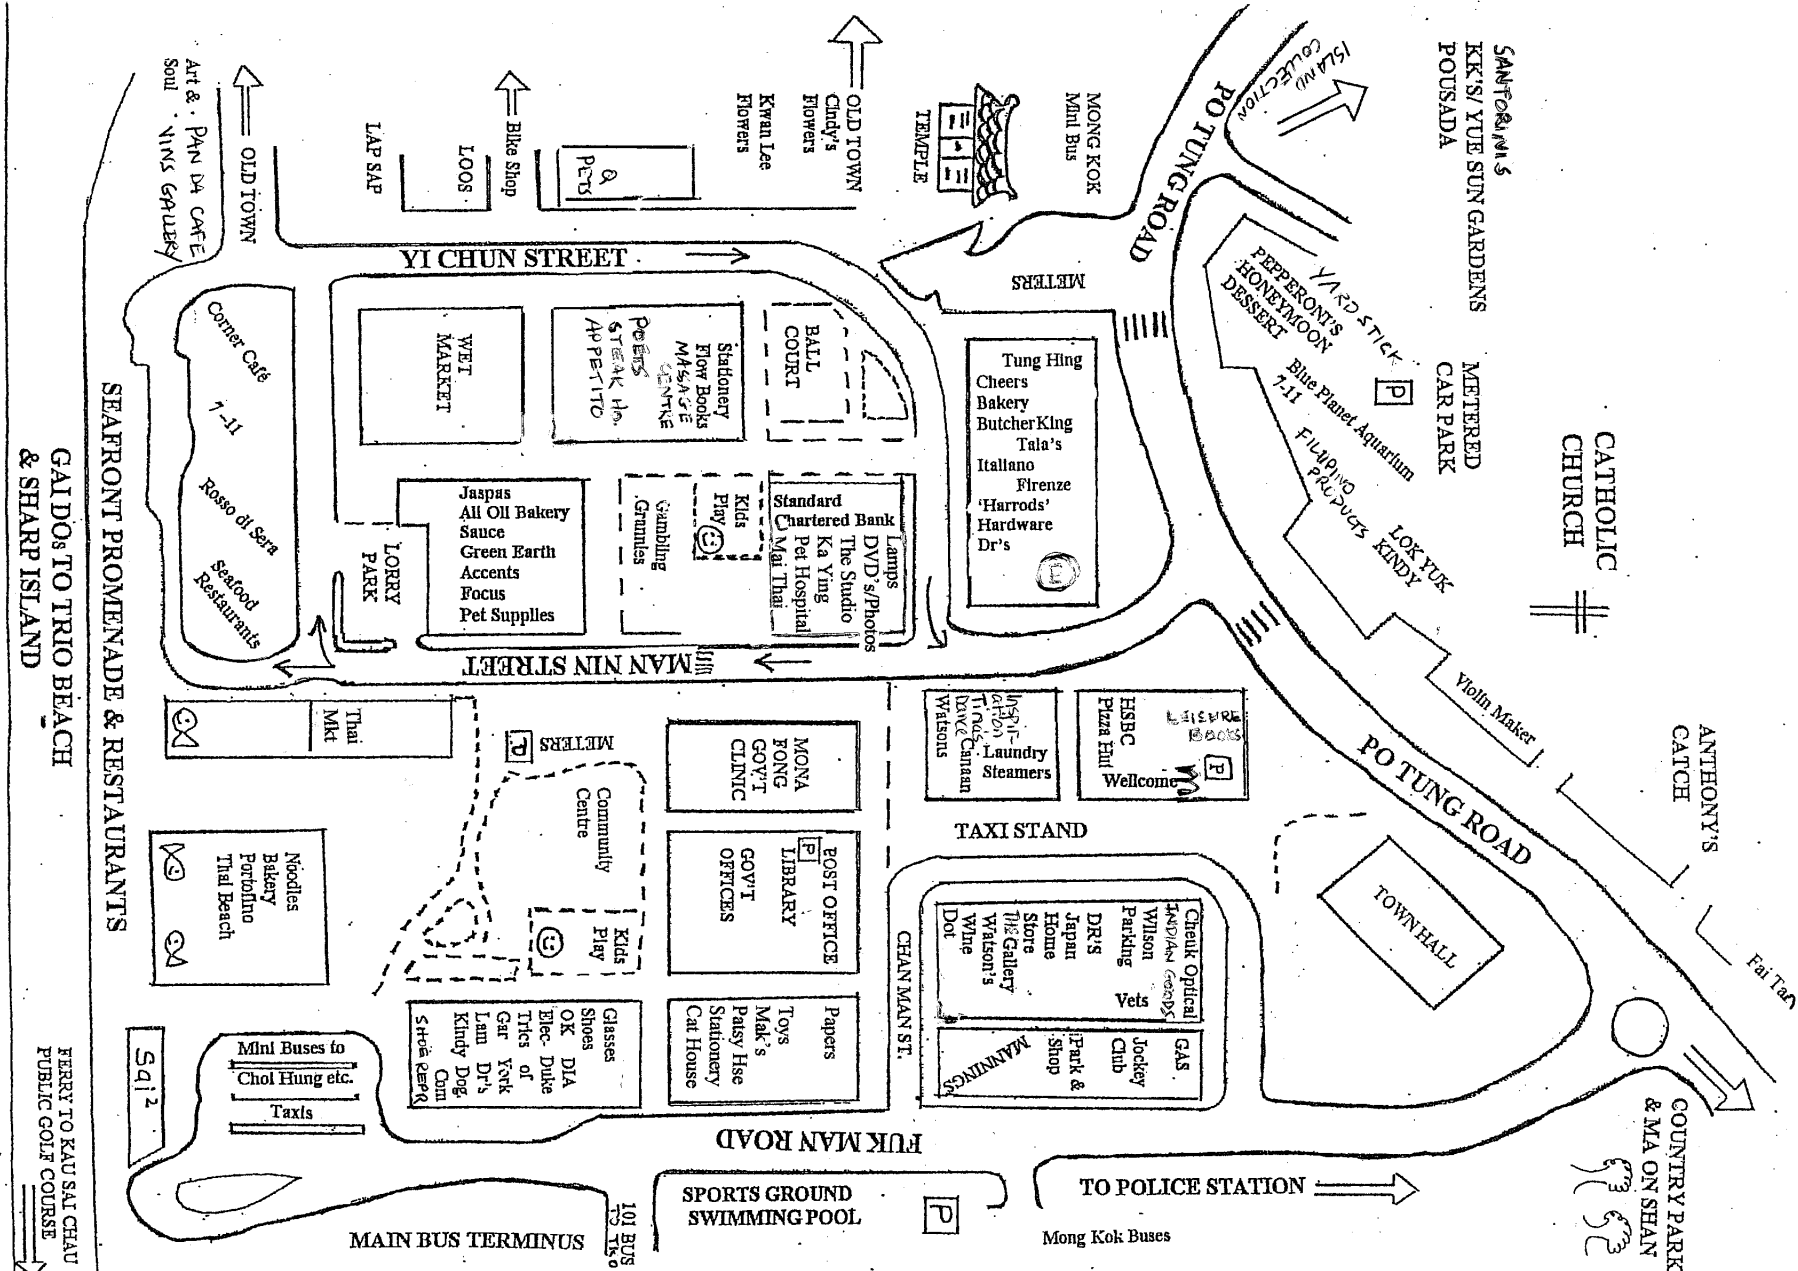 SANTORINIS
KK'S/ YUE SUN GARDENS
POUSADA
ISLAND
COLLECTION
PO TUNG ROAD
MONG KOK
Mini Bus
TEMPLE
OLD TOWN
Cindy's
Flowers
Kwan Lee
Flowers
Q
PETS
Bike Shop
LOOS
LAP SAP
OLD TOWN
Art & · PAN DA CAFE
Soul · VINS GALLERY
YI CHUN STREET
METERS
PEPPERONI'S
HONEYMOON
DESSERT
YARDSTICK
METERED
CAR PARK
P
Blue Planet Aquarium
7-11
FILIIPINO
PRODUCTS
LOK YUK
KINDY
CATHOLIC
CHURCH
Violin Maker
ANTHONY'S
CATCH
Fai Tao
Corner Café
7-11
Rosso di Sera
Seafood
Restaurants
WET
MARKET
Stationery
Flow Books
MASSAGE
CENTRE
POETS
STEAK HO.
APPETITO
BALL
COURT
Tung Hing
Cheers
Bakery
ButcherKing
Tala's
Italiano
Firenze
'Harrods'
Hardware
Dr's
E
LORRY
PARK
Jaspas
All Oil Bakery
Sauce
Green Earth
Accents
Focus
Pet Supplies
Gambling
Grannies
Kids
Play
Standard
Chartered Bank
Lamps
DVD's/Photos
The Studio
Ka Ying
Pet Hospital
Mai Thai
MAN NIN STREET
SEAFRONT PROMENADE & RESTAURANTS
GAI DOs TO TRIO BEACH
& SHARP ISLAND
Thai
Mkt
METERS
P
Community
Centre
MONA
FONG
GOV'T
CLINIC
Inspir-
ation
Tina's
Dance
Canaan
Watsons
Laundry
Steamers
HSBC
Pizza Hut
LEISURE
BOOKS
P
Wellcome
M
TAXI STAND
PO TUNG ROAD
TOWN HALL
Noodles
Bakery
Portofino
Thai Beach
Kids
Play
POST OFFICE
P
LIBRARY
GOV'T
OFFICES
CHAN MAN ST.
Cheuk Optical
INDIAN GOODS
Wilson
Parking
Vets
DR'S
Japan
Home
Store
THE Gallery
Watson's
Wine
Dot
GAS
Jockey
Club
Park &
Shop
MANNINGS
Papers
Toys
Mak's
Patsy Hse
Stationery
Cat House
Glasses
Shoes
OK DIA
Elec- Duke
Trics of
Gar York
Lam Dr's
Kindy Dog.
Com
SHOE REPR
Mini Buses to
Choi Hung etc.
Taxis
FUK MAN ROAD
SPORTS GROUND
SWIMMING POOL
P
TO POLICE STATION
Mong Kok Buses
COUNTRY PARK
& MA ON SHAN
MAIN BUS TERMINUS
101 BUS
FERRY TO KAU SAI CHAU
PUBLIC GOLF COURSE